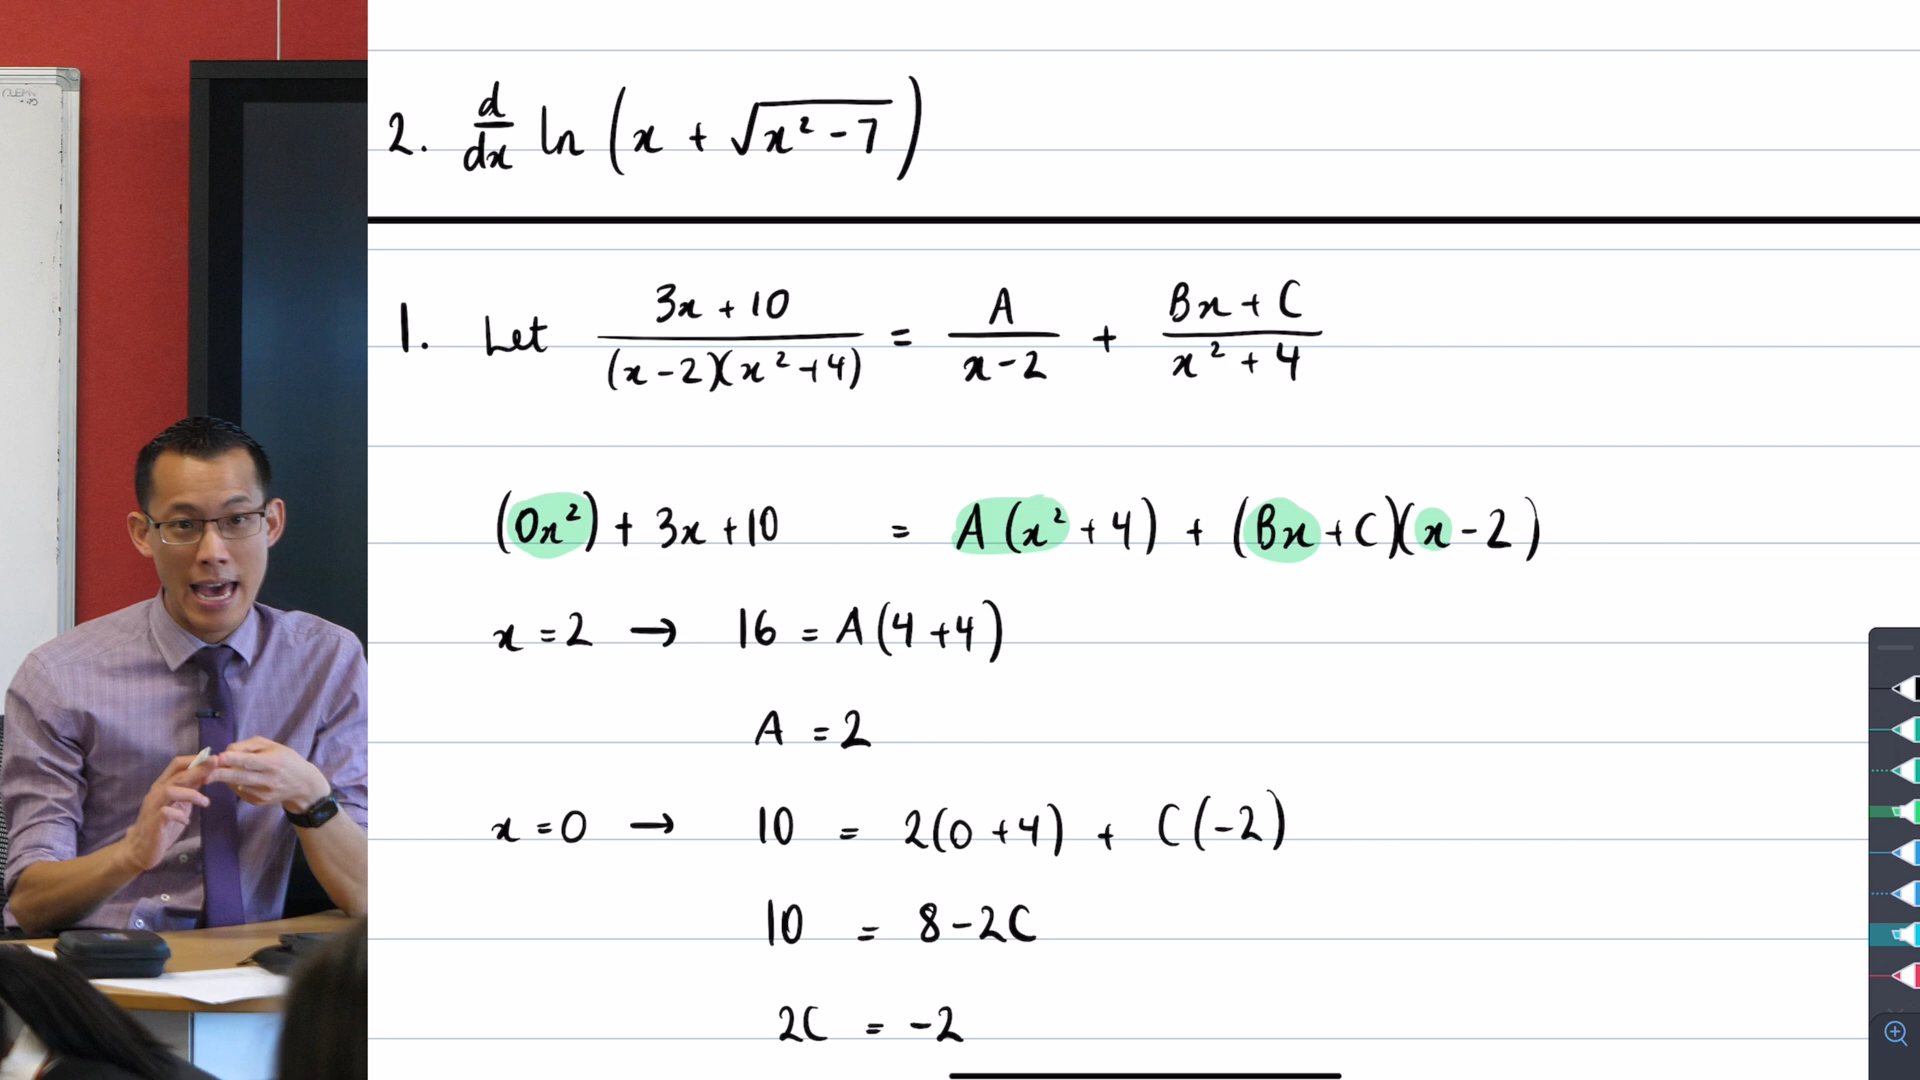 2. d/dx ln (x + √(x² - 7))
1. Let (3x + 10)/((x - 2)(x² + 4)) = A/(x - 2) + (Bx + C)/(x² + 4)
(0x²) + 3x + 10 = A(x² + 4) + (Bx + C)(x - 2)
x = 2 → 16 = A(4 + 4)
A = 2
x = 0 → 10 = 2(0 + 4) + C(-2)
10 = 8 - 2C
2C = -2